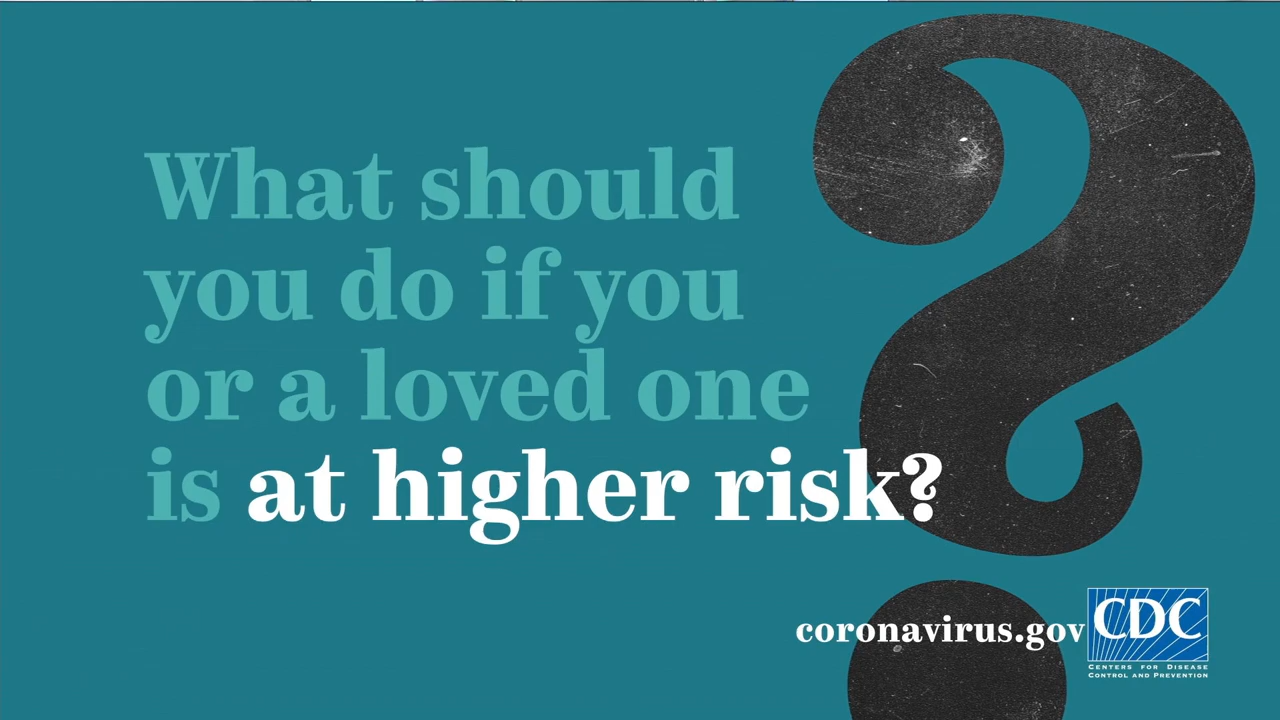 What should
you do if you
or a loved one
is at higher risk?
coronavirus.gov
CDC
CENTERS FOR DISEASE
CONTROL AND PREVENTION